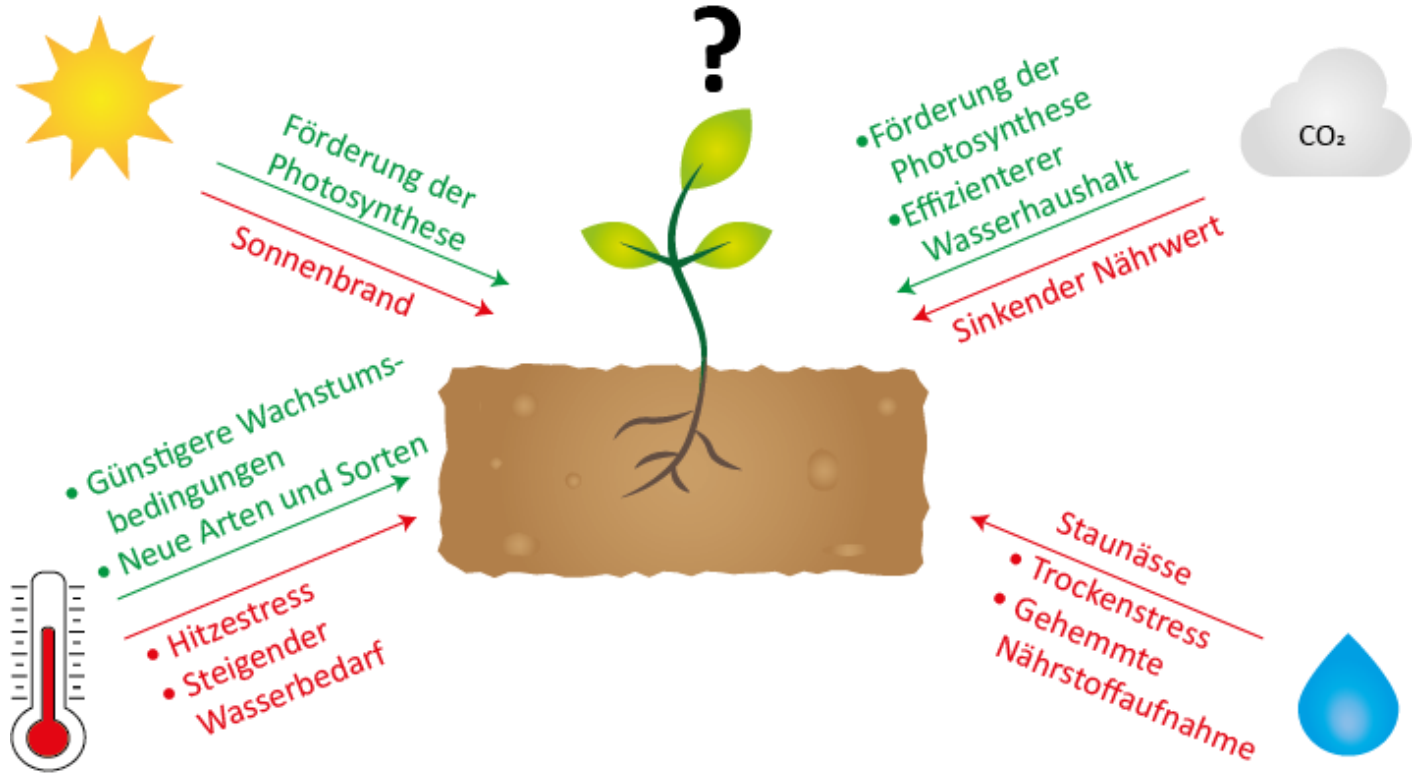 ?
Förderung der
Photosynthese
Sonnenbrand
•Förderung der
Photosynthese
•Effizienterer
Wasserhaushalt
Sinkender Nährwert
CO₂
• Günstigere Wachstums-
bedingungen
• Neue Arten und Sorten
• Hitzestress
• Steigender
Wasserbedarf
Staunässe
• Trockenstress
• Gehemmte
Nährstoffaufnahme